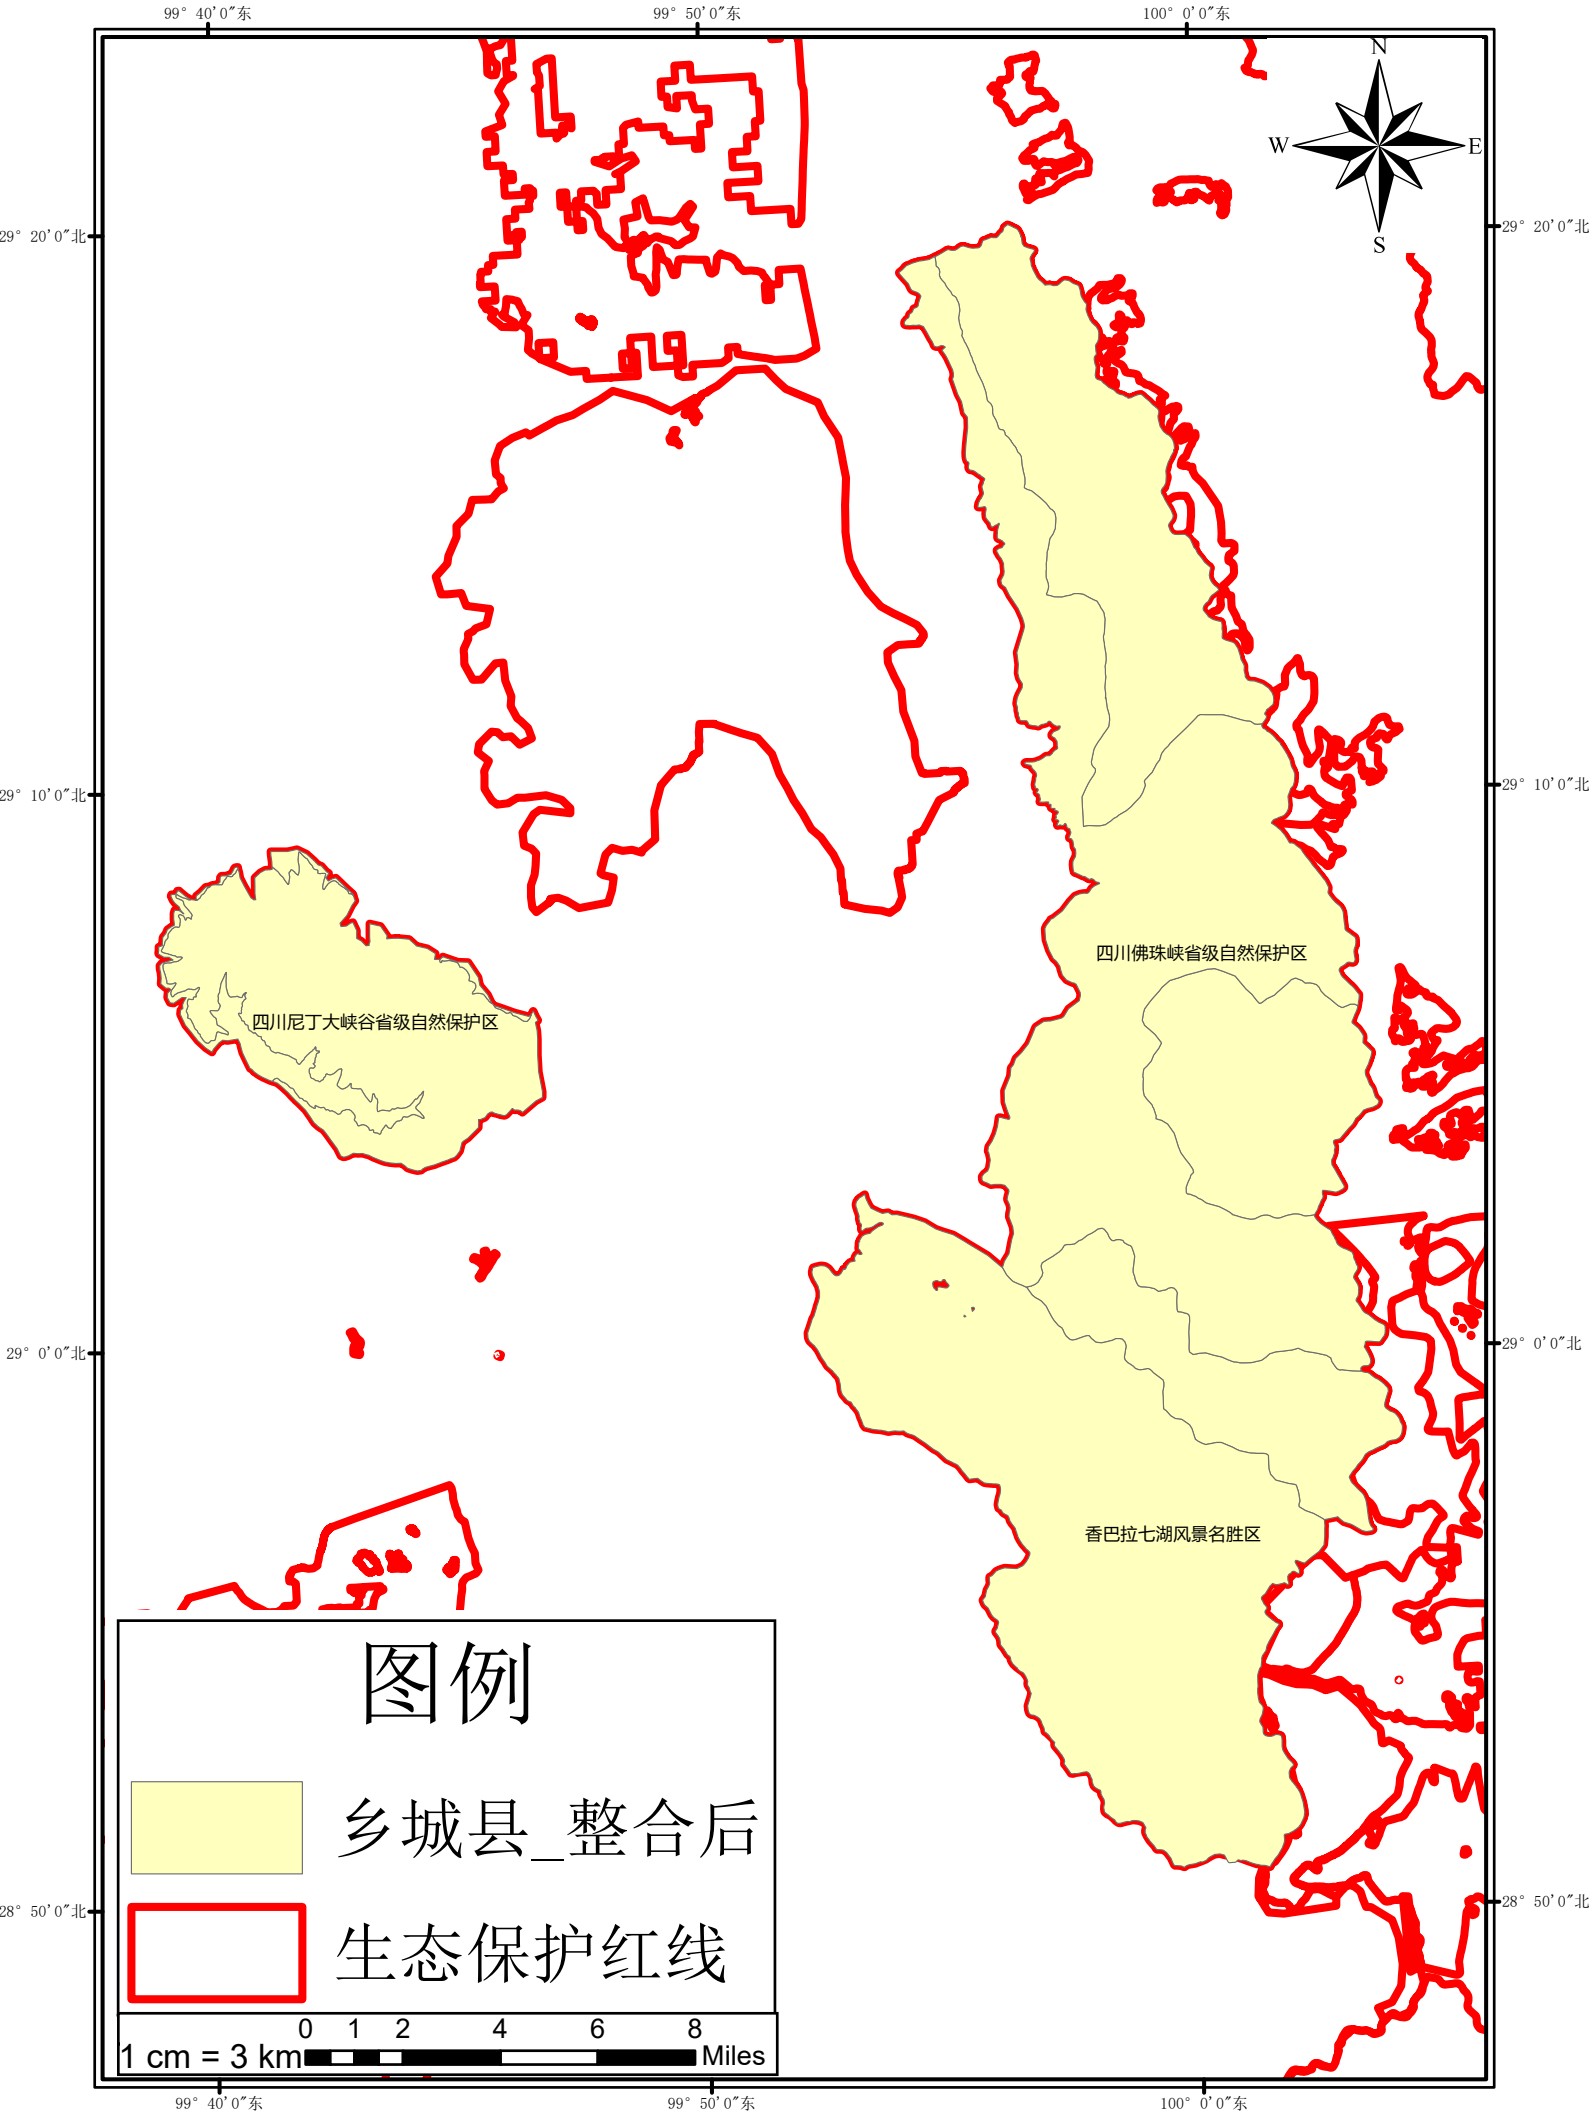 99° 40'0"东
99° 50'0"东
100° 0'0"东
N
W
E
S
29° 20'0"北
29° 20'0"北
29° 10'0"北
29° 10'0"北
四川佛珠峡省级自然保护区
四川尼丁大峡谷省级自然保护区
29° 0'0"北
29° 0'0"北
香巴拉七湖风景名胜区
图例
乡城县_整合后
生态保护红线
28° 50'0"北
28° 50'0"北
0 1 2 4 6 8
1 cm = 3 km
Miles
99° 40'0"东
99° 50'0"东
100° 0'0"东